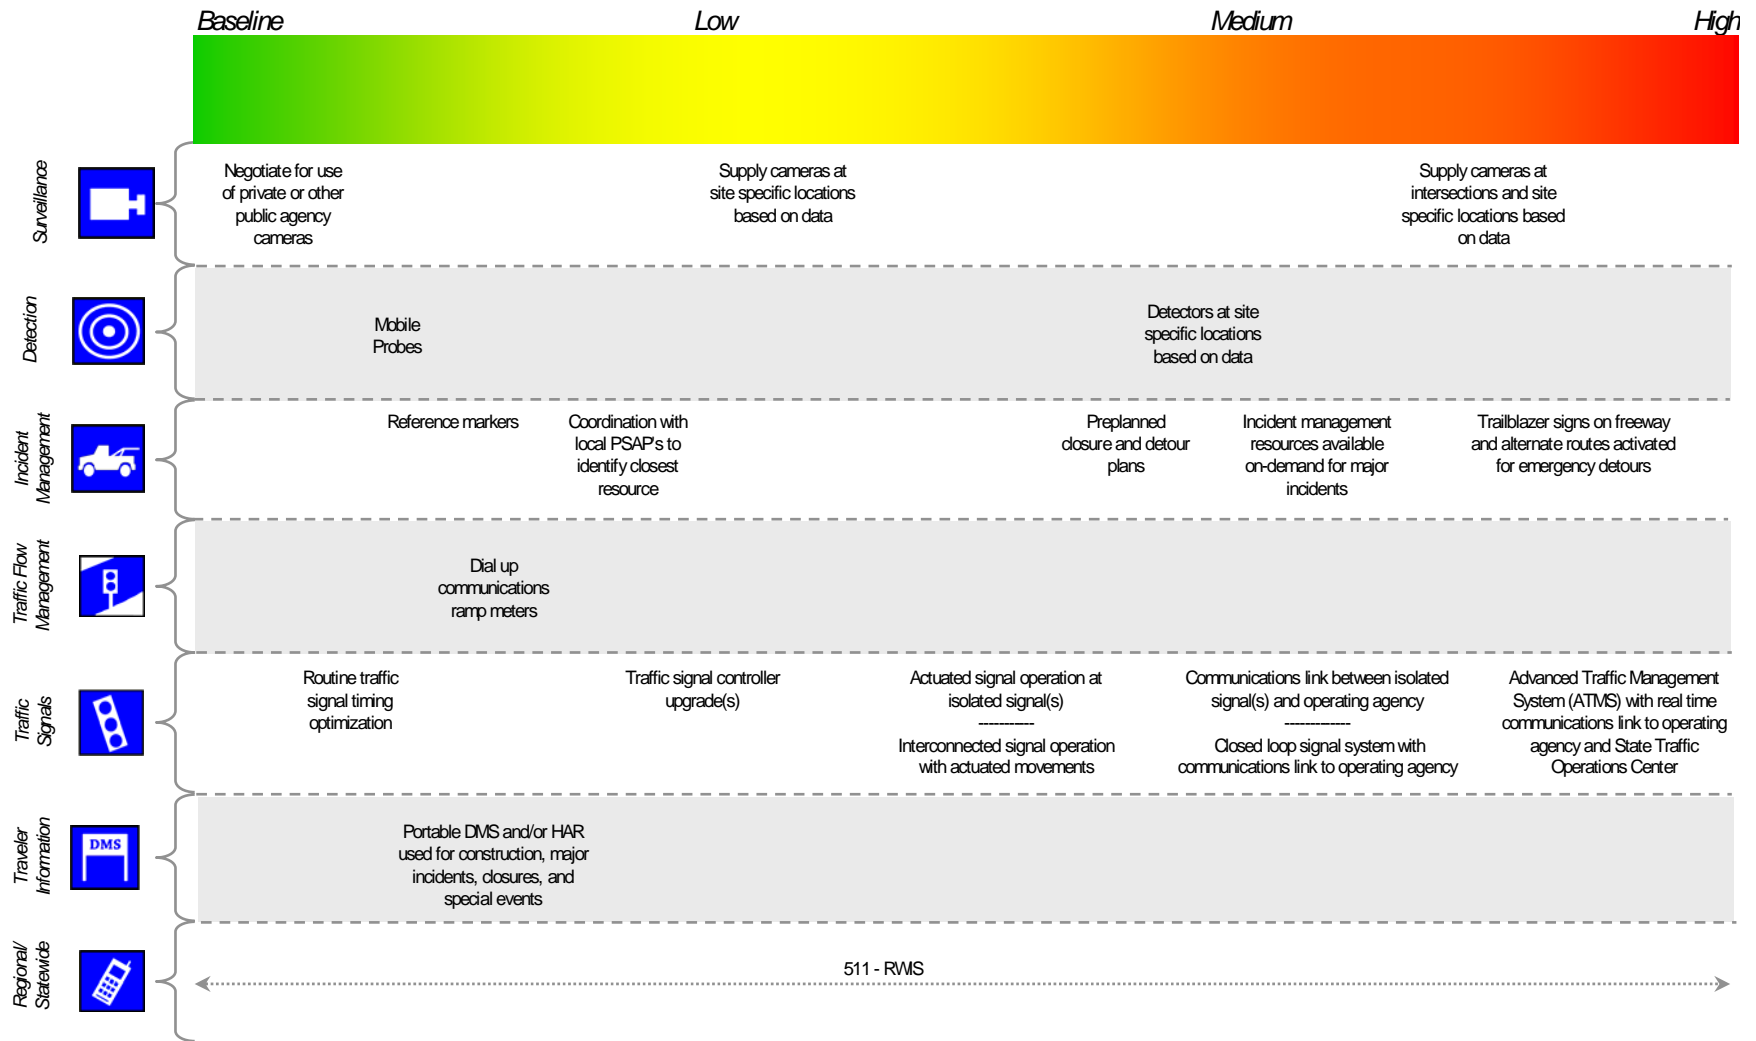 Baseline
Low
Medium
High
Surveillance
Negotiate for use
of private or other
public agency
cameras
Supply cameras at
site specific locations
based on data
Supply cameras at
intersections and site
specific locations based
on data
Detection
Mobile
Probes
Detectors at site
specific locations
based on data
Incident
Management
Reference markers
Coordination with
local PSAP's to
identify closest
resource
Preplanned
closure and detour
plans
Incident management
resources available
on-demand for major
incidents
Trailblazer signs on freeway
and alternate routes activated
for emergency detours
Traffic Flow
Management
Dial up
communications
ramp meters
Traffic
Signals
Routine traffic
signal timing
optimization
Traffic signal controller
upgrade(s)
Actuated signal operation at
isolated signal(s)
-----------
Interconnected signal operation
with actuated movements
Communications link between isolated
signal(s) and operating agency
-------------
Closed loop signal system with
communications link to operating agency
Advanced Traffic Management
System (ATMS) with real time
communications link to operating
agency and State Traffic
Operations Center
Traveler
Information
DMS
Portable DMS and/or HAR
used for construction, major
incidents, closures, and
special events
Regional/
Statewide
511 - RWIS